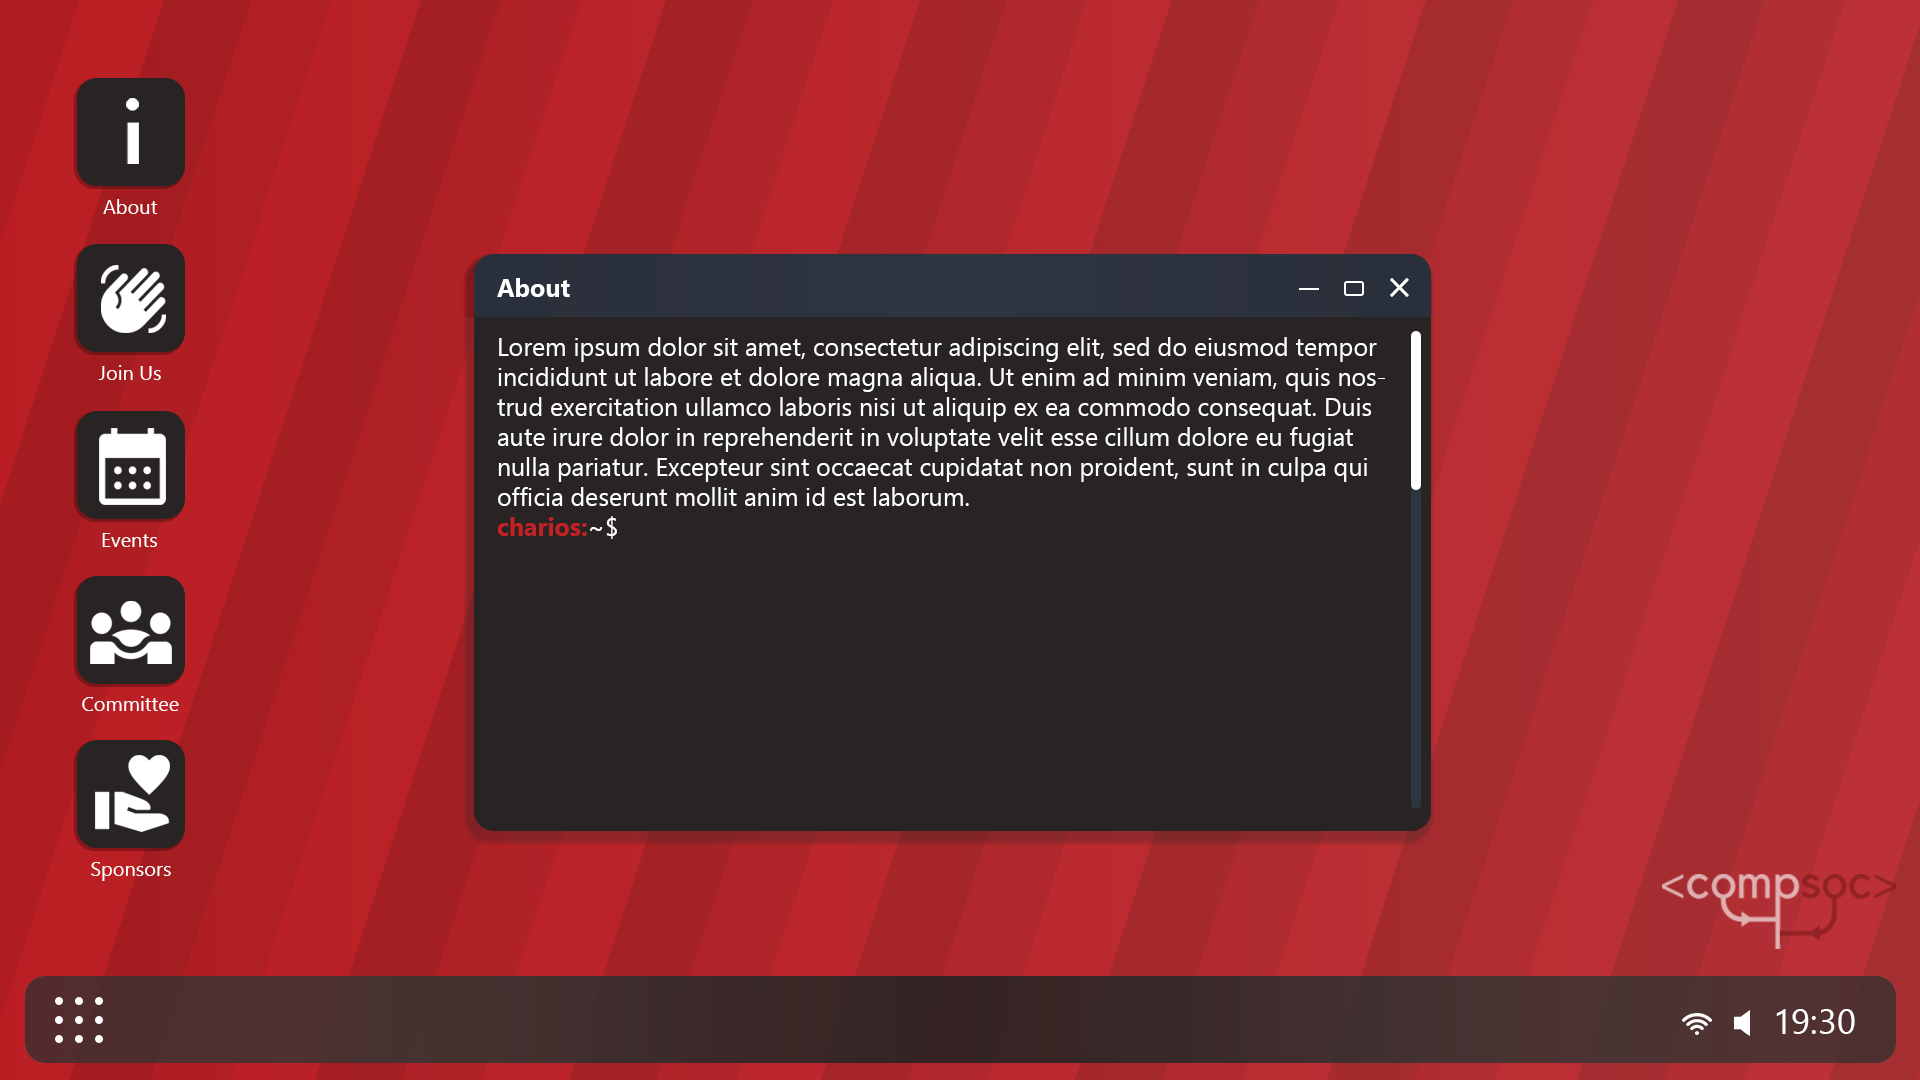 About
Join Us
Events
Committee
Sponsors
About
Lorem ipsum dolor sit amet, consectetur adipiscing elit, sed do eiusmod tempor
incididunt ut labore et dolore magna aliqua. Ut enim ad minim veniam, quis nos-
trud exercitation ullamco laboris nisi ut aliquip ex ea commodo consequat. Duis
aute irure dolor in reprehenderit in voluptate velit esse cillum dolore eu fugiat
nulla pariatur. Excepteur sint occaecat cupidatat non proident, sunt in culpa qui
officia deserunt mollit anim id est laborum.
charios:~$
<compsoc>
19:30